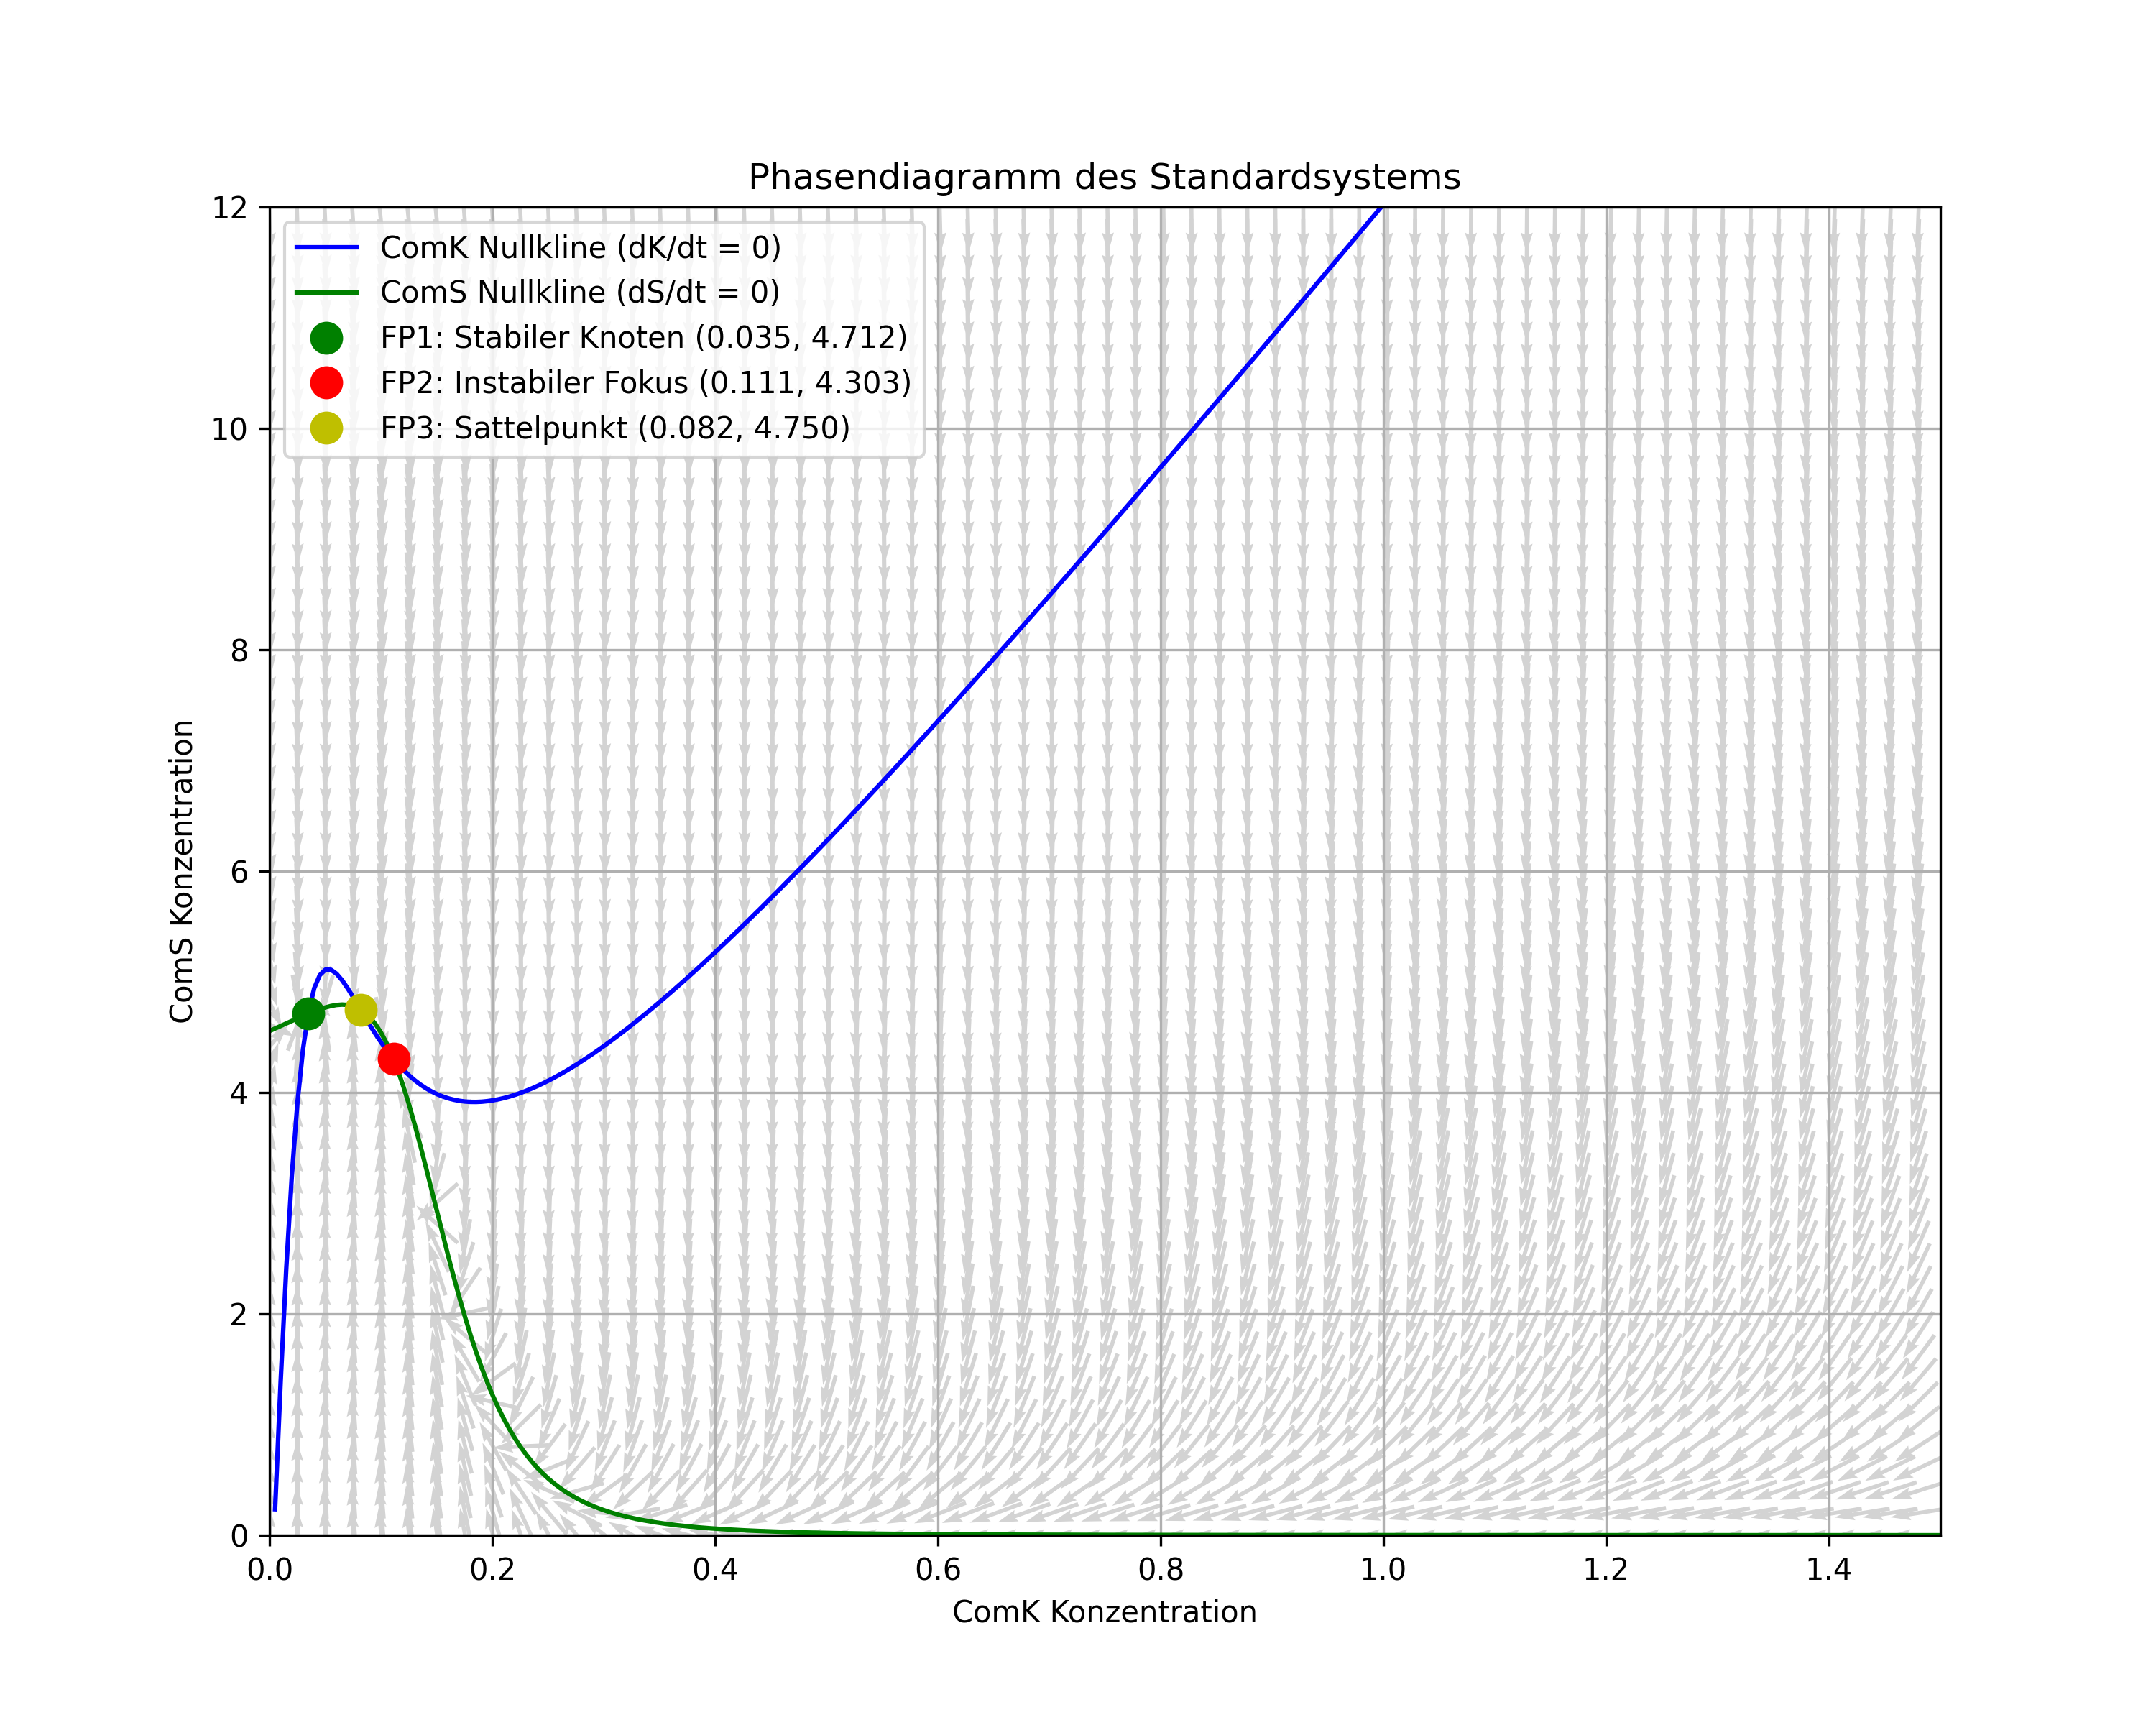 Phasendiagramm des Standardsystems
ComK Nullkline (dK/dt = 0)
ComS Nullkline (dS/dt = 0)
FP1: Stabiler Knoten (0.035, 4.712)
FP2: Instabiler Fokus (0.111, 4.303)
FP3: Sattelpunkt (0.082, 4.750)
ComS Konzentration
12
10
8
6
4
2
0
0.0 0.2 0.4 0.6 0.8 1.0 1.2 1.4
ComK Konzentration